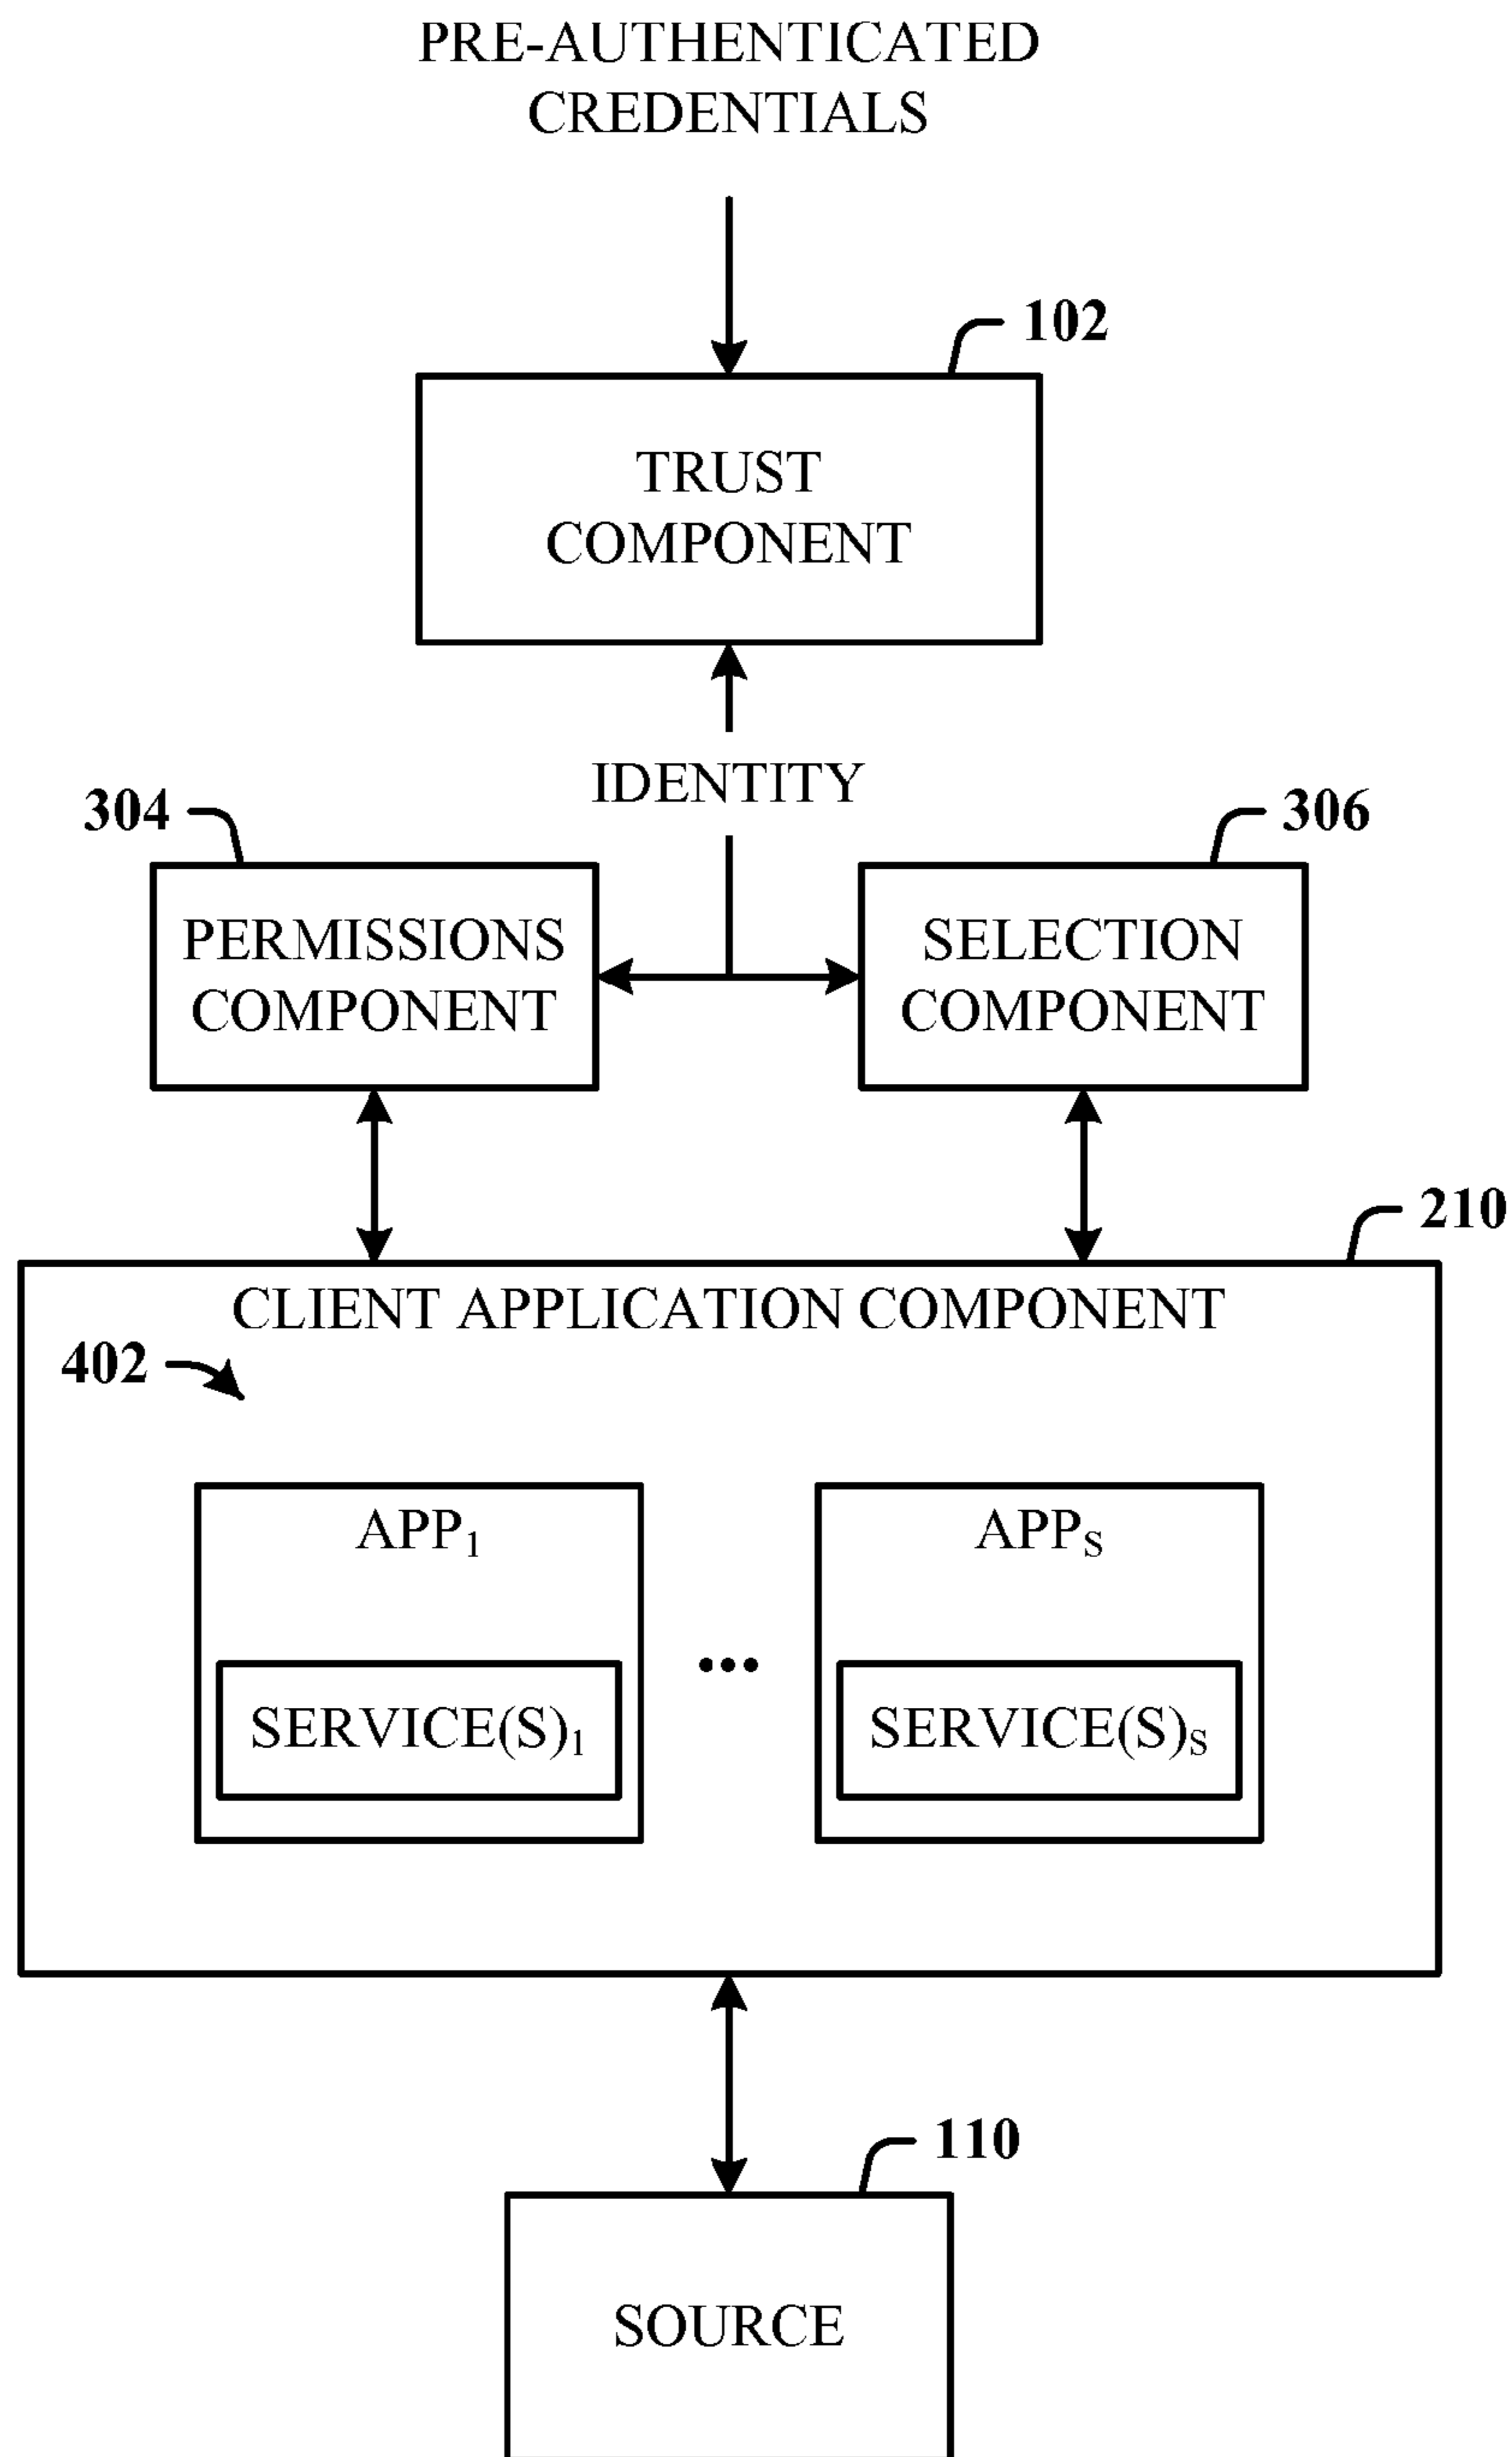 PRE-AUTHENTICATED
CREDENTIALS
102
TRUST
COMPONENT
IDENTITY
304
306
PERMISSIONS
COMPONENT
SELECTION
COMPONENT
210
CLIENT APPLICATION COMPONENT
402
APP1
APPS
SERVICE(S)1
SERVICE(S)S
110
SOURCE